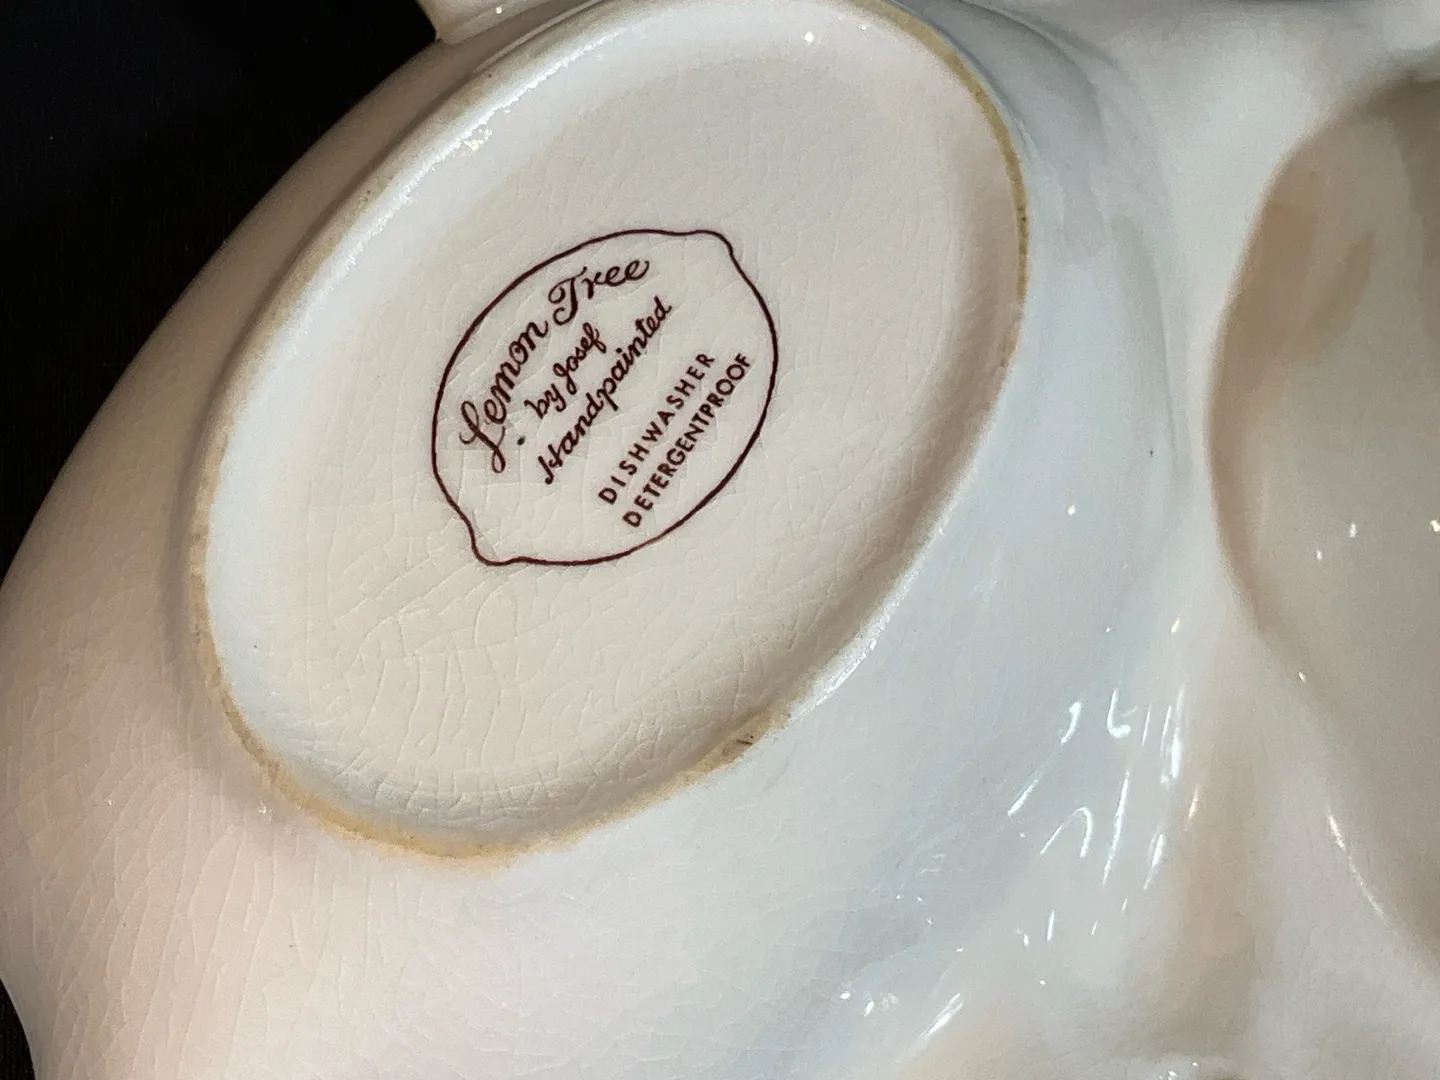 Lemon Tree
by Josef
Handpainted
DISHWASHER
DETERGENTPROOF